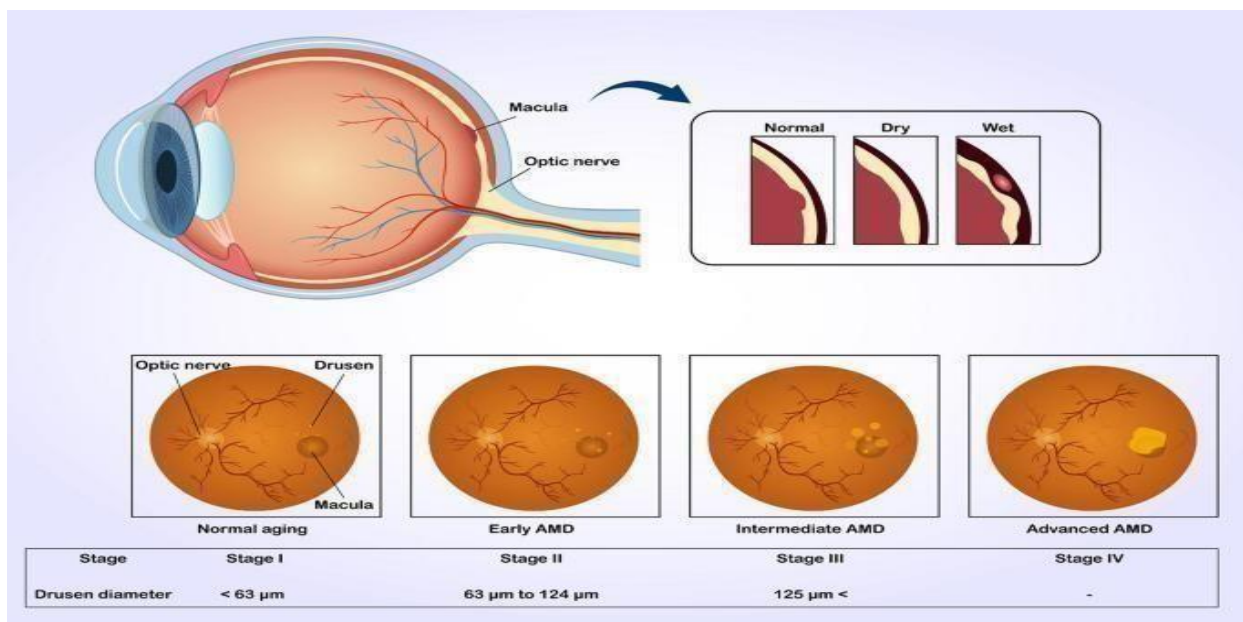 Macula
Optic nerve
Normal Dry Wet
Optic nerve Drusen
Macula
Normal aging Early AMD Intermediate AMD Advanced AMD
Stage Stage I Stage II Stage III Stage IV
Drusen diameter < 63 µm 63 µm to 124 µm 125 µm < -